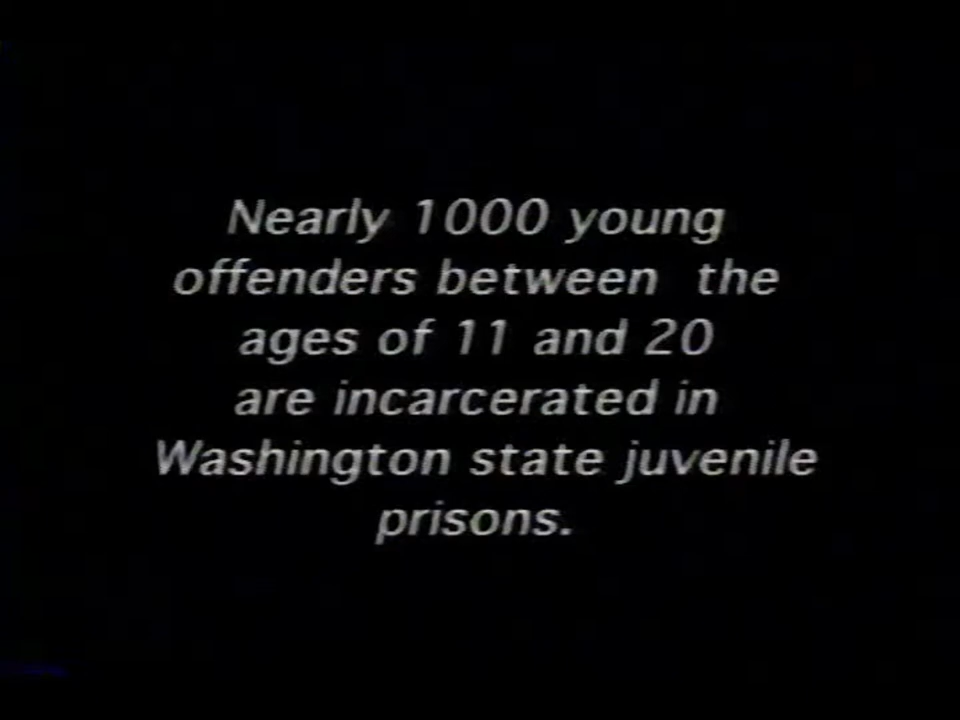 Nearly 1000 young
offenders between the
ages of 11 and 20
are incarcerated in
Washington state juvenile
prisons.